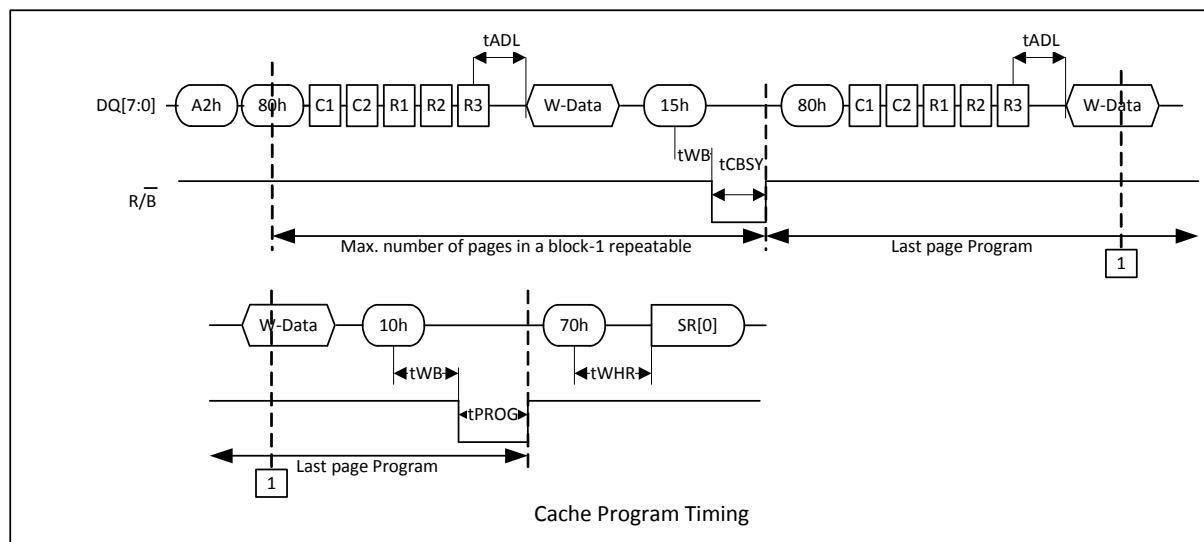 tADL tADL
DQ[7:0] A2h 80h C1 C2 R1 R2 R3 W-Data 15h 80h C1 C2 R1 R2 R3 W-Data
tWB tCBSY
R/B̅
Max. number of pages in a block-1 repeatable Last page Program
1
W-Data 10h 70h SR[0]
tWB tWHR
tPROG
Last page Program
1
Cache Program Timing